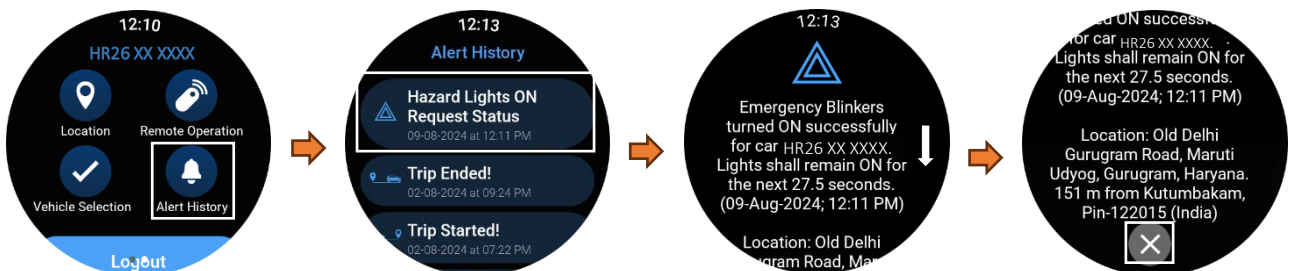 12:10
HR26 XX XXXX
Location
Remote Operation
Vehicle Selection
Alert History
Logout
12:13
Alert History
Hazard Lights ON
Request Status
09-08-2024 at 12:11 PM
Trip Ended!
02-08-2024 at 09:24 PM
Trip Started!
02-08-2024 at 07:22 PM
12:13
Emergency Blinkers
turned ON successfully
for car HR26 XX XXXX.
Lights shall remain ON for
the next 27.5 seconds.
(09-Aug-2024; 12:11 PM)
Location: Old Delhi
Road,
ON
for car HR26 XX XXXX.
Lights shall remain ON for
the next 27.5 seconds.
(09-Aug-2024; 12:11 PM)
Location: Old Delhi
Gurugram Road, Maruti
Udyog, Gurugram, Haryana.
151 m from Kutumbakam,
Pin-122015 (India)